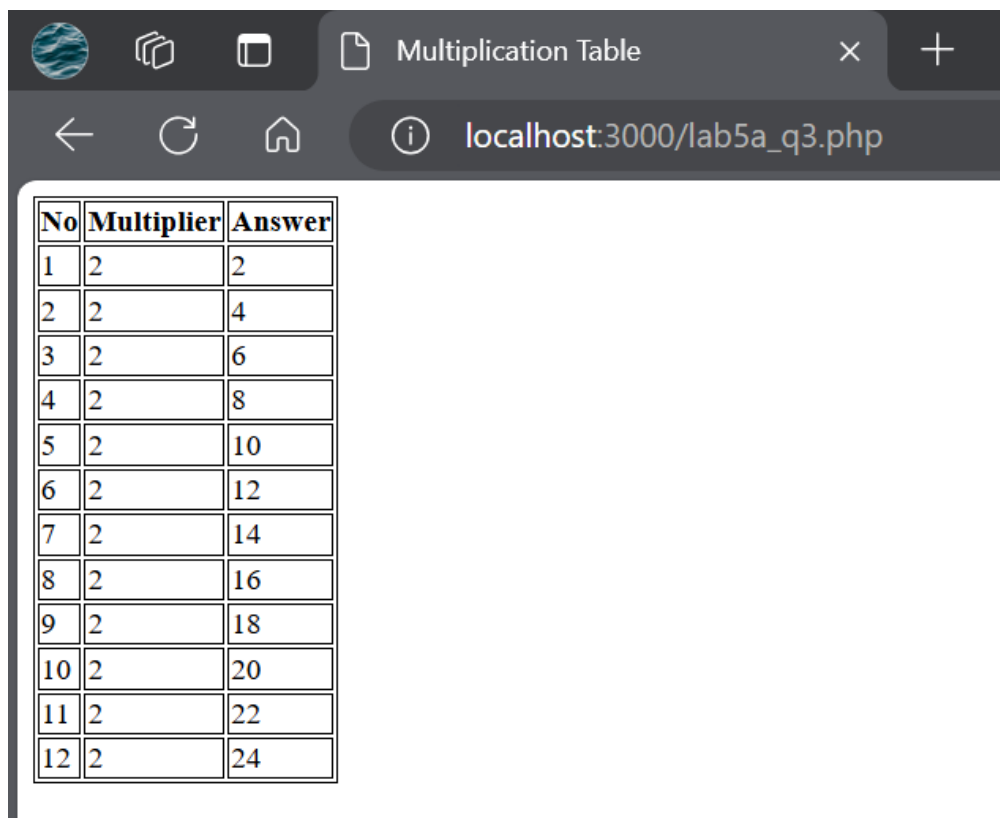 Multiplication Table
localhost:3000/lab5a_q3.php
No Multiplier Answer
1 2 2
2 2 4
3 2 6
4 2 8
5 2 10
6 2 12
7 2 14
8 2 16
9 2 18
10 2 20
11 2 22
12 2 24